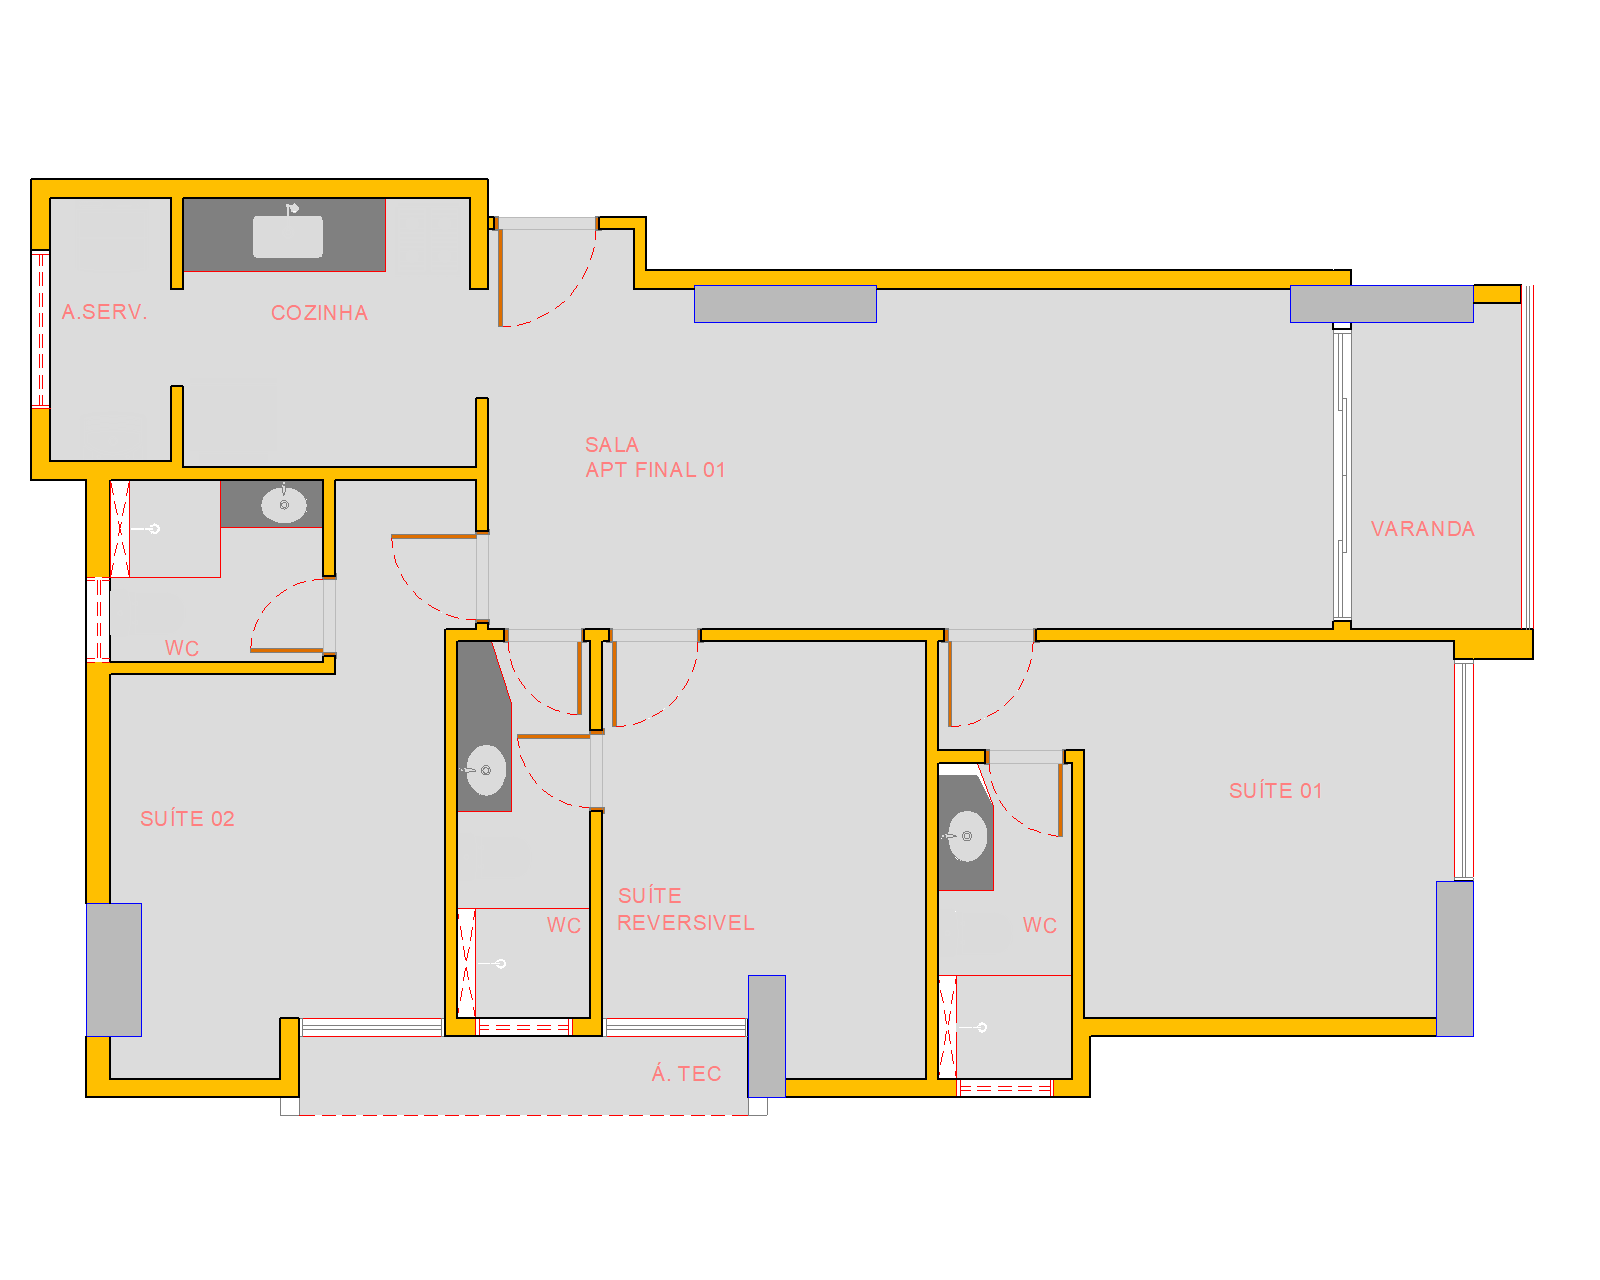 A.SERV.
COZINHA
SALA
APT FINAL 01
VARANDA
WC
SUÍTE 02
SUÍTE 01
SUÍTE
REVERSIVEL
WC
WC
Á. TEC